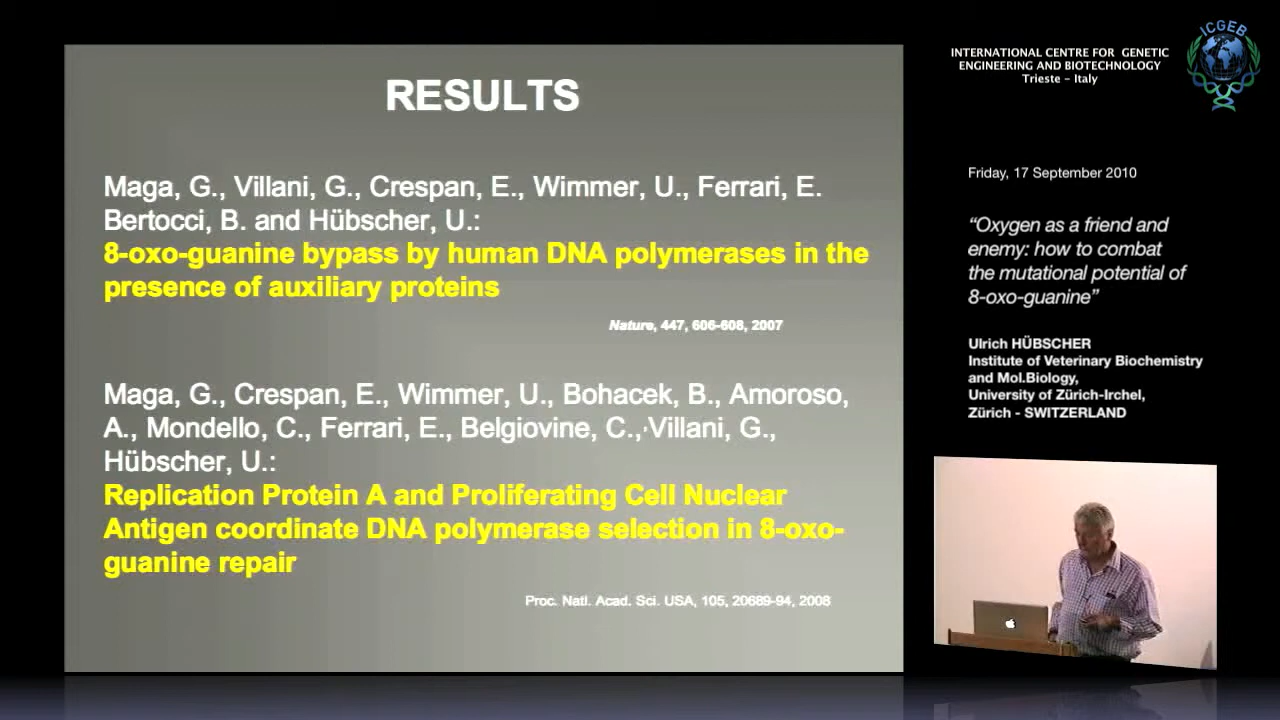 RESULTS
Maga, G., Villani, G., Crespan, E., Wimmer, U., Ferrari, E.
Bertocci, B. and Hübscher, U.:
8-oxo-guanine bypass by human DNA polymerases in the
presence of auxiliary proteins
Nature, 447, 606-608, 2007
Maga, G., Crespan, E., Wimmer, U., Bohacek, B., Amoroso,
A., Mondello, C., Ferrari, E., Belgiovine, C.,·Villani, G.,
Hübscher, U.:
Replication Protein A and Proliferating Cell Nuclear
Antigen coordinate DNA polymerase selection in 8-oxo-
guanine repair
Proc. Natl. Acad. Sci. USA, 105, 20689-94, 2008
INTERNATIONAL CENTRE FOR GENETIC
ENGINEERING AND BIOTECHNOLOGY
Trieste - Italy
ICGEB
Friday, 17 September 2010
“Oxygen as a friend and
enemy: how to combat
the mutational potential of
8-oxo-guanine”
Ulrich HÜBSCHER
Institute of Veterinary Biochemistry
and Mol.Biology,
University of Zürich-Irchel,
Zürich - SWITZERLAND